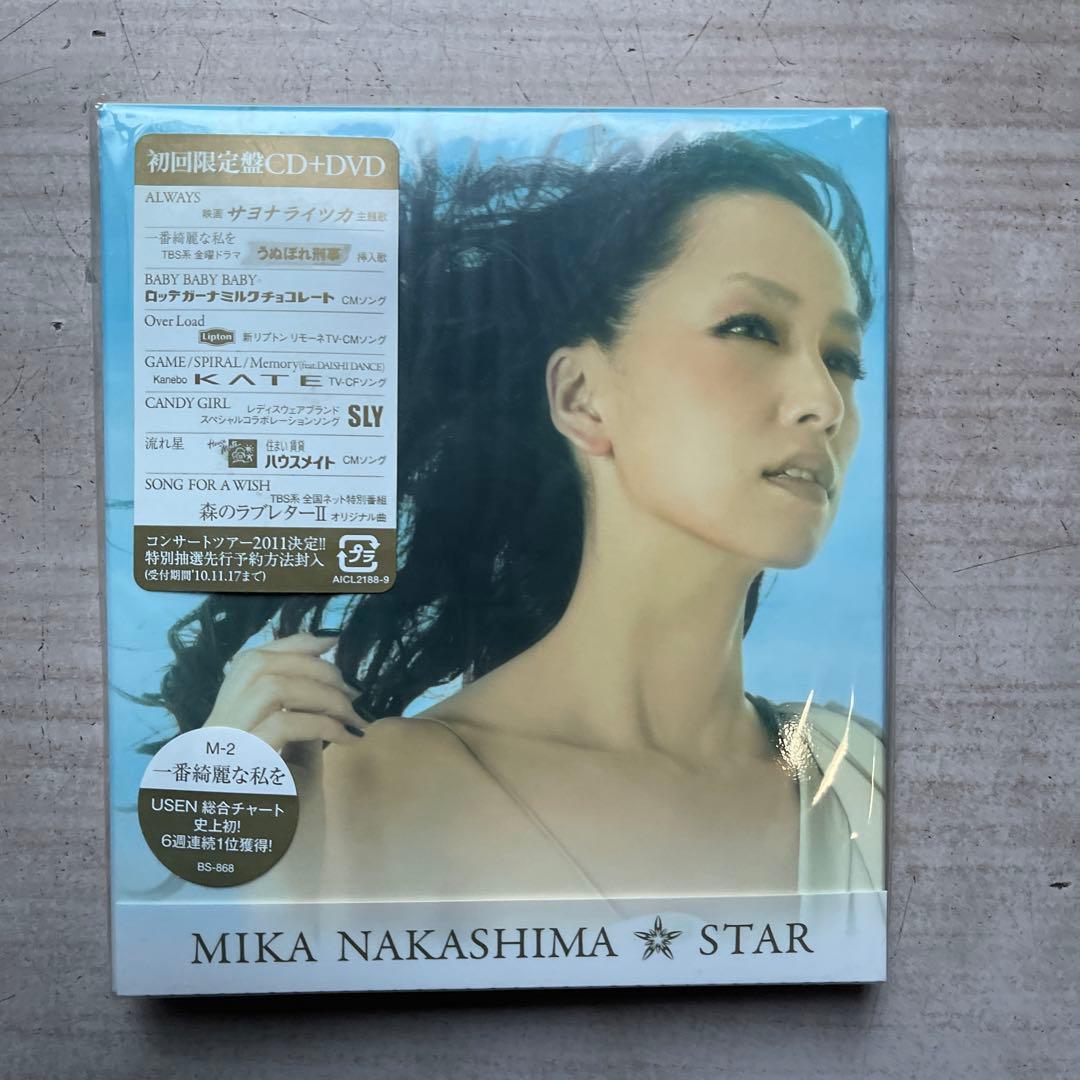 初回限定盤CD+DVD
ALWAYS
映画 サヨナライツカ 主題歌
一番綺麗な私を
TBS系 金曜ドラマ うぬぼれ刑事 挿入歌
BABY BABY BABY
ロッテガーナミルクチョコレート CMソング
Over Load
Lipton 新リプトン リモーネTV-CMソング
GAME/SPIRAL/Memory(feat.DAISHI DANCE)
Kanebo KATE TV-CFソング
CANDY GIRL レディスウェアブランド
スペシャルコラボレーションソング SLY
流れ星 住まい 賃貸
ハウスメイト CMソング
SONG FOR A WISH
TBS系 全国ネット特別番組
森のラブレターII オリジナル曲
コンサートツアー2011決定!!
特別抽選先行予約方法封入
(受付期間'10.11.17まで)
プラ
AICL2188-9
M-2
一番綺麗な私を
USEN 総合チャート
史上初!
6週連続1位獲得!
BS-868
MIKA NAKASHIMA STAR